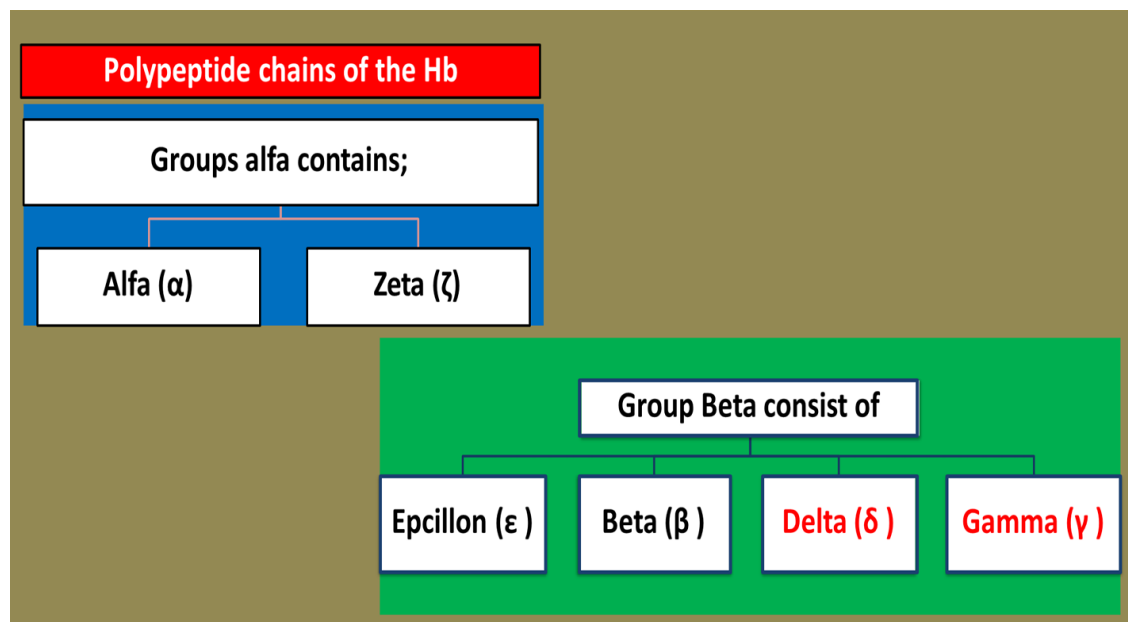 Polypeptide chains of the Hb
Groups alfa contains;
Alfa (α)
Zeta (ζ)
Group Beta consist of
Epcillon (ε )
Beta (β )
Delta (δ )
Gamma (γ )